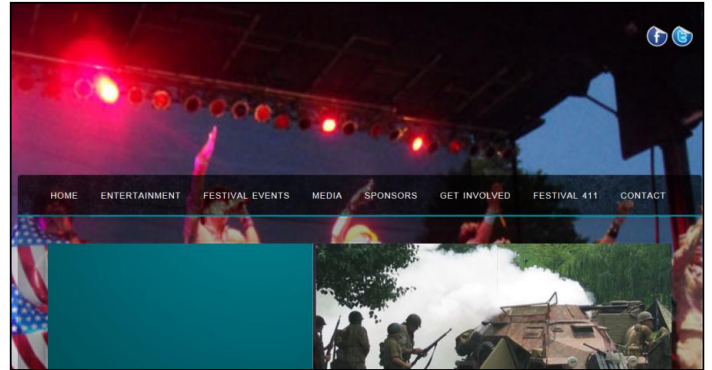 HOME ENTERTAINMENT FESTIVAL EVENTS MEDIA SPONSORS GET INVOLVED FESTIVAL 411 CONTACT